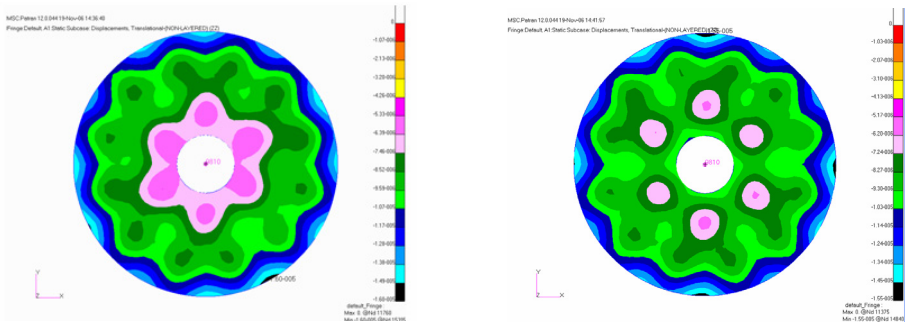 MSC.Patran 12.0.044 19-Nov-06 14:36:40
Fringe Default, A1:Static Subcase: Displacements, Translational-(NON-LAYERED) (ZZ)
0
-1.07-006
-2.13-006
-3.20-006
-4.26-006
-5.33-006
-6.39-006
-7.46-006
-8.52-006
-9.59-006
-1.07-005
-1.17-005
-1.28-005
-1.39-005
-1.49-005
-1.60-005
9810
Y
Z
X
default_Fringe :
Max 0. @Nd 11760
MSC.Patran 12.0.044 19-Nov-06 14:41:57
Fringe Default, A1:Static Subcase: Displacements, Translational-(NON-LAYERED)
-1.55-005
0
-1.03-006
-2.07-006
-3.10-006
-4.13-006
-5.17-006
-6.20-006
-7.24-006
-8.27-006
-9.30-006
-1.03-005
-1.14-005
-1.24-005
-1.34-005
-1.45-005
-1.55-005
9810
Y
Z
X
default_Fringe :
Max 0. @Nd 11375
Min -1.55-005 @Nd 14849